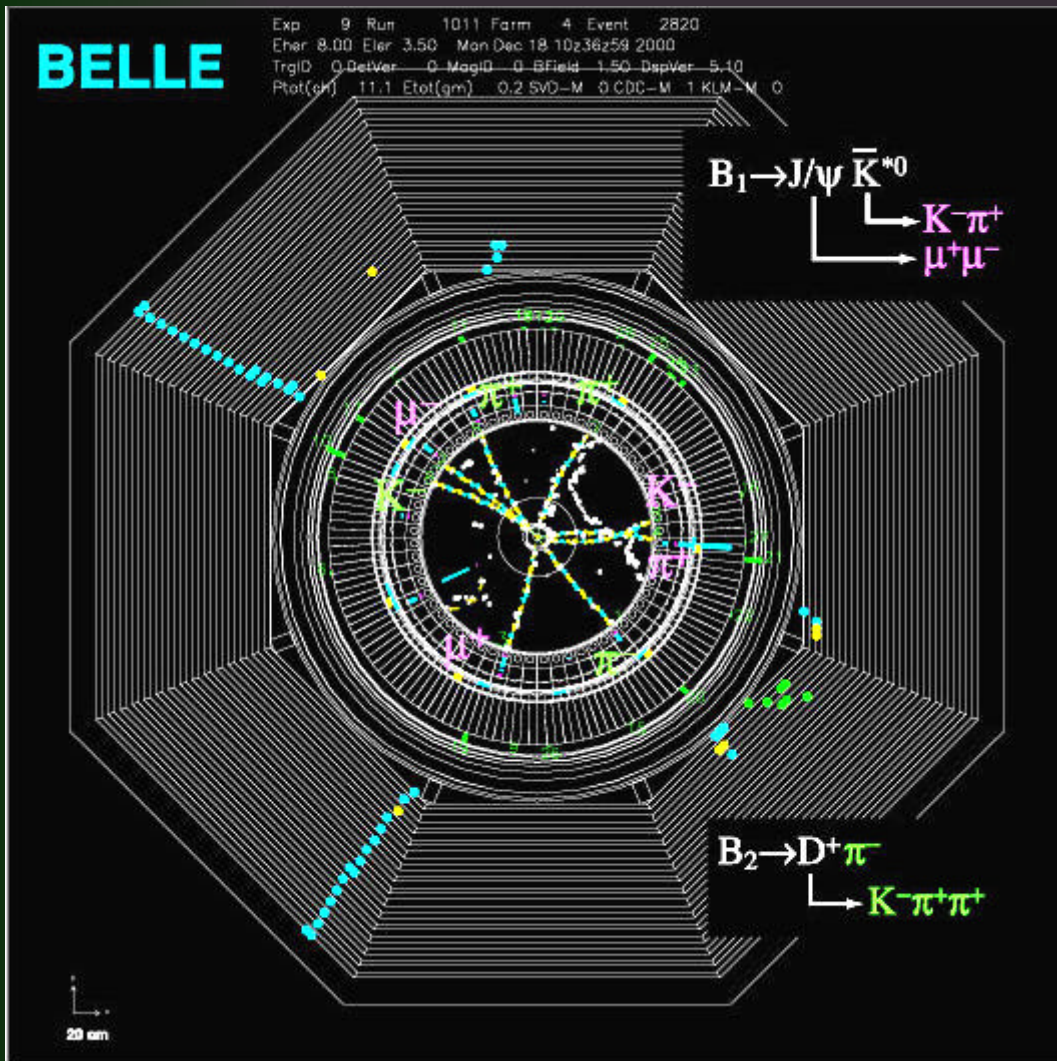 BELLE
Exp 9 Run 1011 Farm 4 Event 2820
Eher 8.00 Eler 3.50 Mon Dec 18 10z36z59 2000
TrgID 0 DetVer 0 MagID 0 BField 1.50 DspVer 5.10
Ptot(ch) 11.1 Etot(gm) 0.2 SVD-M 0 CDC-M 1 KLM-M 0
B₁→J/ψ K̅*⁰
K⁻π⁺
μ⁺μ⁻
μ⁻ π⁺ π⁺
K K⁻
π⁺
μ⁺ π⁻
B₂→D⁺π⁻
K⁻π⁺π⁺
20 cm